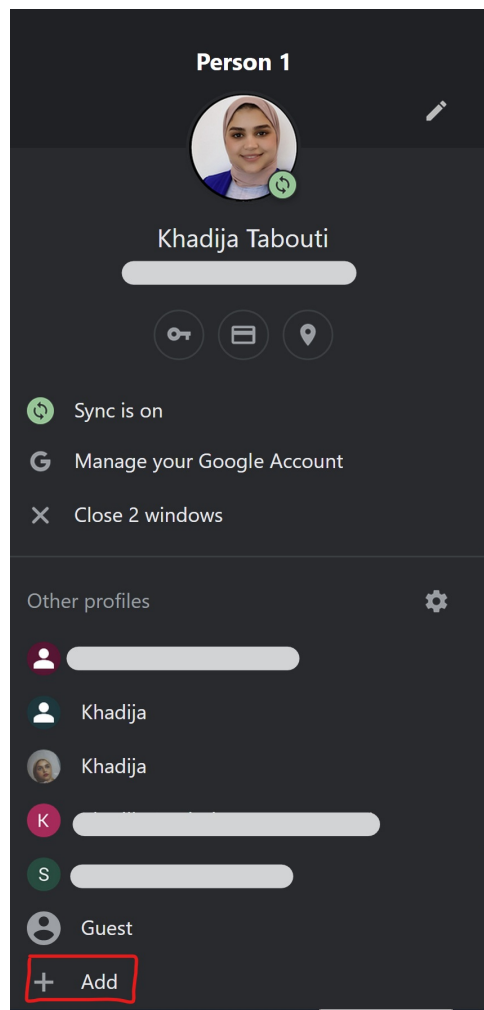 Person 1
Khadija Tabouti
Sync is on
G Manage your Google Account
Close 2 windows
Other profiles
Khadija
Khadija
K
S
Guest
Add